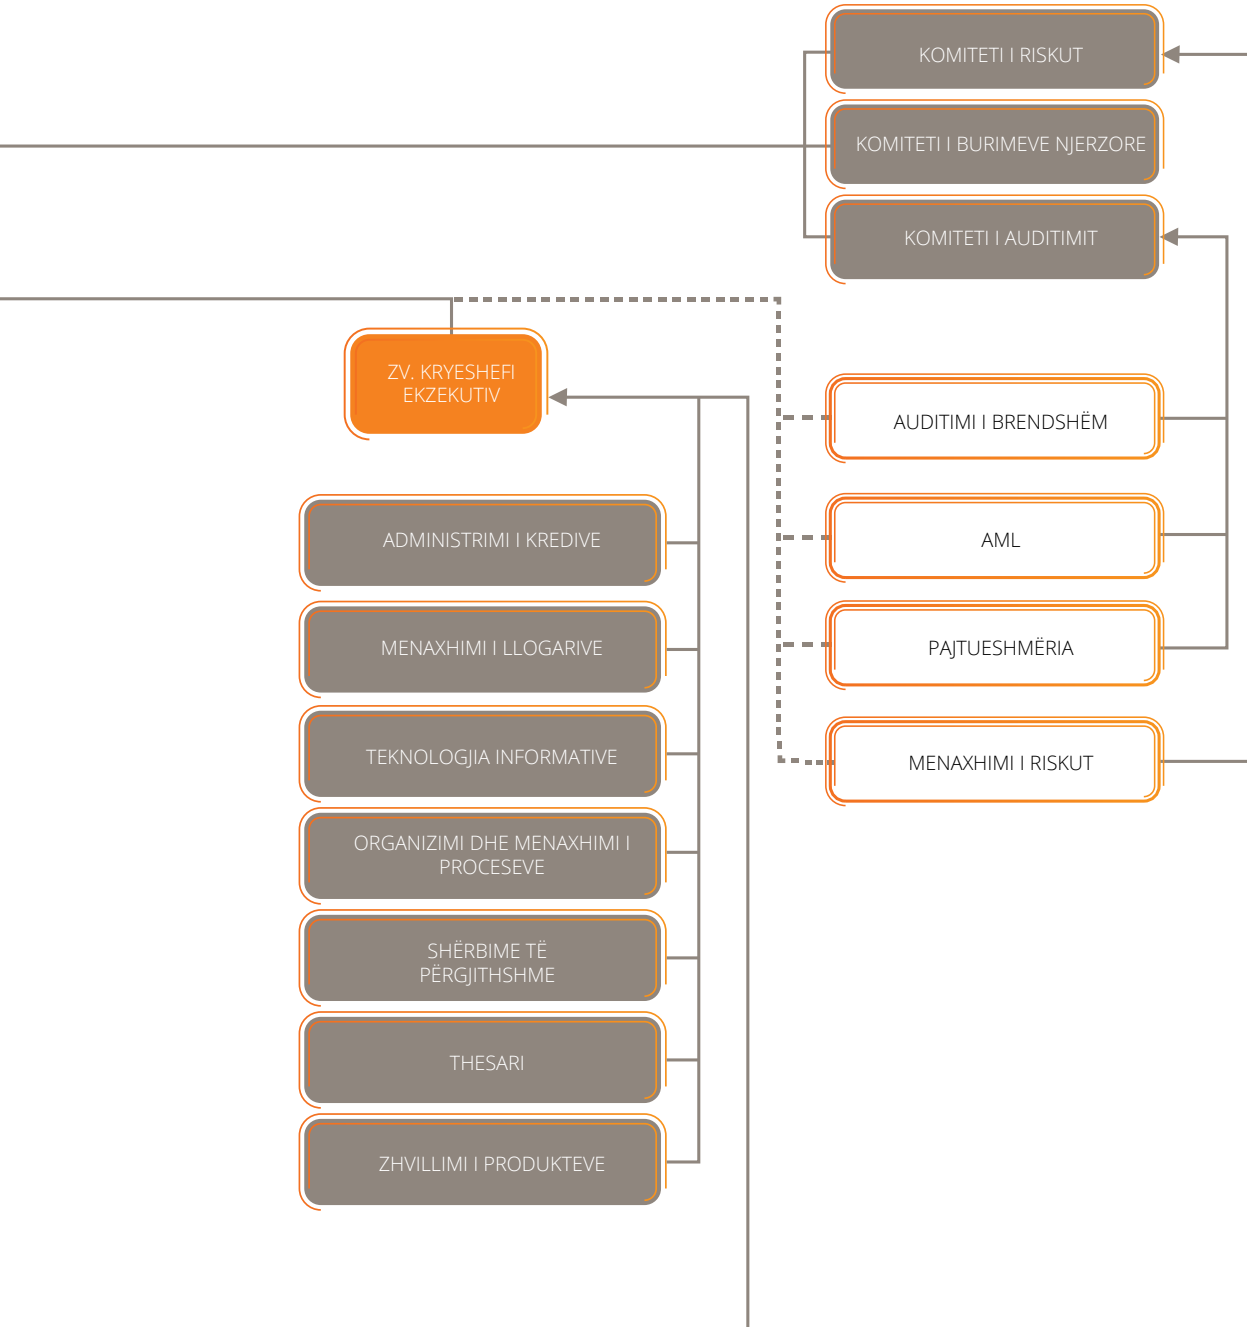 KOMITETI I RISKUT
KOMITETI I BURIMEVE NJERZORE
KOMITETI I AUDITIMIT
ZV. KRYESHEFI
EKZEKUTIV
ADMINISTRIMI I KREDIVE
MENAXHIMI I LLOGARIVE
TEKNOLOGJIA INFORMATIVE
ORGANIZIMI DHE MENAXHIMI I
PROCESEVE
SHËRBIME TË
PËRGJITHSHME
THESARI
ZHVILLIMI I PRODUKTEVE
AUDITIMI I BRENDSHËM
AML
PAJTUESHMËRIA
MENAXHIMI I RISKUT